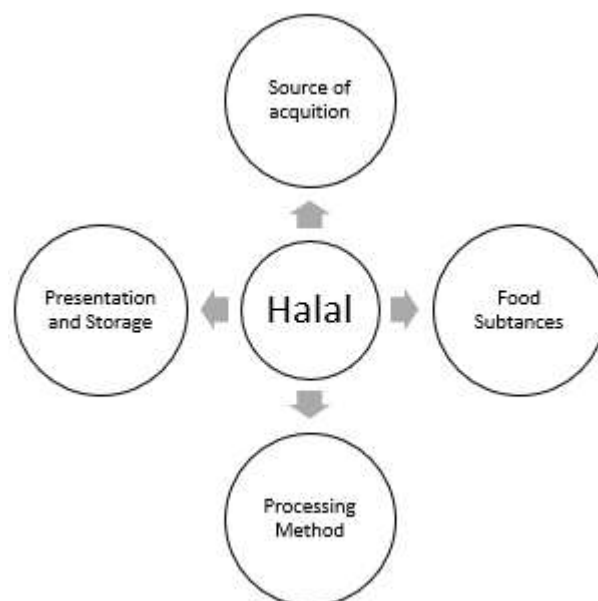 Source of
acquition
Presentation
and Storage
Halal
Food
Subtances
Processing
Method